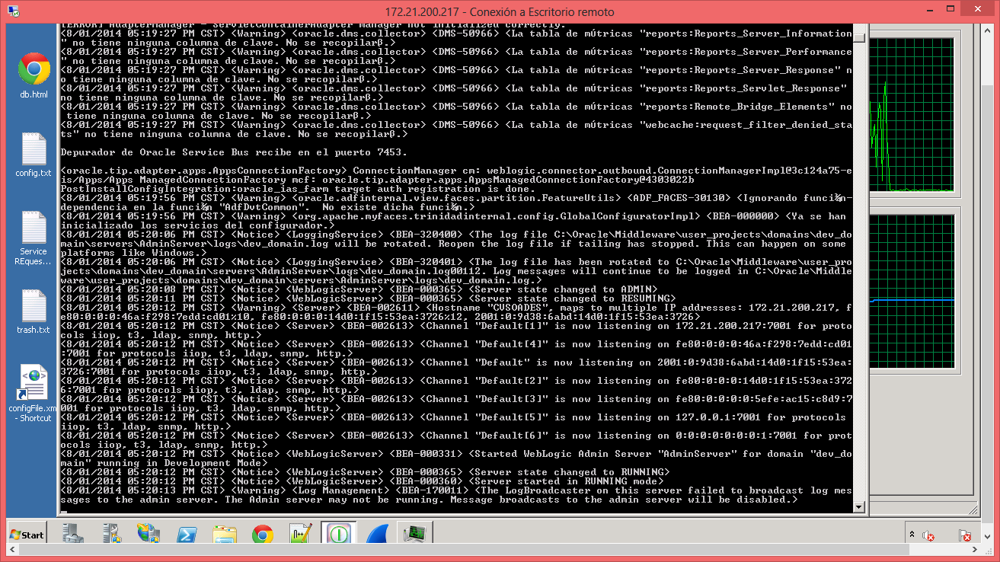 172.21.200.217 - Conexión a Escritorio remoto
[ERROR] AdapterManager - ServletContainerAdapter manager not initialized correctly.
<8/01/2014 05:19:27 PM CST> <Warning> <oracle.dms.collector> <DMS-50966> <La tabla de mÚtricas "reports:Reports_Server_Information
" no tiene ninguna columna de clave. No se recopilarß.>
<8/01/2014 05:19:27 PM CST> <Warning> <oracle.dms.collector> <DMS-50966> <La tabla de mÚtricas "reports:Reports_Server_Performance
" no tiene ninguna columna de clave. No se recopilarß.>
<8/01/2014 05:19:27 PM CST> <Warning> <oracle.dms.collector> <DMS-50966> <La tabla de mÚtricas "reports:Reports_Server_Response" n
o tiene ninguna columna de clave. No se recopilarß.>
<8/01/2014 05:19:27 PM CST> <Warning> <oracle.dms.collector> <DMS-50966> <La tabla de mÚtricas "reports:Reports_Servlet_Response"
no tiene ninguna columna de clave. No se recopilarß.>
<8/01/2014 05:19:27 PM CST> <Warning> <oracle.dms.collector> <DMS-50966> <La tabla de mÚtricas "reports:Remote_Bridge_Elements" no
 tiene ninguna columna de clave. No se recopilarß.>
<8/01/2014 05:19:27 PM CST> <Warning> <oracle.dms.collector> <DMS-50966> <La tabla de mÚtricas "webcache:request_filter_denied_sta
ts" no tiene ninguna columna de clave. No se recopilarß.>
Depurador de Oracle Service Bus recibe en el puerto 7453.
<oracle.tip.adapter.apps.AppsConnectionFactory> ConnectionManager cm: weblogic.connector.outbound.ConnectionManagerImpl@3c124a75-e
is/Apps/Apps ManagedConnectionFactory mcf: oracle.tip.adapter.apps.AppsManagedConnectionFactory@4303022b
PostInstallConfigIntegration:oracle_ias_farm target auth registration is done.
<8/01/2014 05:19:56 PM CST> <Warning> <oracle.adfinternal.view.faces.partition.FeatureUtils> <ADF_FACES-30130> <Ignorando funci¾n-
dependencia en la funci¾n "AdfDvtCommon".  No existe dicha funci¾n.>
<8/01/2014 05:19:56 PM CST> <Warning> <org.apache.myfaces.trinidadinternal.config.GlobalConfiguratorImpl> <BEA-000000> <Ya se han
inicializado los servicios del configurador.>
<8/01/2014 05:20:06 PM CST> <Notice> <LoggingService> <BEA-320400> <The log file C:\Oracle\Middleware\user_projects\domains\dev_do
main\servers\AdminServer\logs\dev_domain.log will be rotated. Reopen the log file if tailing has stopped. This can happen on some
platforms like Windows.>
<8/01/2014 05:20:06 PM CST> <Notice> <LoggingService> <BEA-320401> <The log file has been rotated to C:\Oracle\Middleware\user_pro
jects\domains\dev_domain\servers\AdminServer\logs\dev_domain.log00112. Log messages will continue to be logged in C:\Oracle\Middle
ware\user_projects\domains\dev_domain\servers\AdminServer\logs\dev_domain.log.>
<8/01/2014 05:20:08 PM CST> <Notice> <WebLogicServer> <BEA-000365> <Server state changed to ADMIN>
<8/01/2014 05:20:11 PM CST> <Notice> <WebLogicServer> <BEA-000365> <Server state changed to RESUMING>
<8/01/2014 05:20:12 PM CST> <Warning> <Server> <BEA-002611> <Hostname "CUSOADES", maps to multiple IP addresses: 172.21.200.217, f
e80:0:0:0:46a:f298:7edd:cd01%10, fe80:0:0:0:14d0:1f15:53ea:3726%12, 2001:0:9d38:6abd:14d0:1f15:53ea:3726>
<8/01/2014 05:20:12 PM CST> <Notice> <Server> <BEA-002613> <Channel "Default[1]" is now listening on 172.21.200.217:7001 for proto
cols iiop, t3, ldap, snmp, http.>
<8/01/2014 05:20:12 PM CST> <Notice> <Server> <BEA-002613> <Channel "Default[4]" is now listening on fe80:0:0:0:46a:f298:7edd:cd01
:7001 for protocols iiop, t3, ldap, snmp, http.>
<8/01/2014 05:20:12 PM CST> <Notice> <Server> <BEA-002613> <Channel "Default" is now listening on 2001:0:9d38:6abd:14d0:1f15:53ea:
3726:7001 for protocols iiop, t3, ldap, snmp, http.>
<8/01/2014 05:20:12 PM CST> <Notice> <Server> <BEA-002613> <Channel "Default[2]" is now listening on fe80:0:0:0:14d0:1f15:53ea:372
6:7001 for protocols iiop, t3, ldap, snmp, http.>
<8/01/2014 05:20:12 PM CST> <Notice> <Server> <BEA-002613> <Channel "Default[3]" is now listening on fe80:0:0:0:0:5efe:ac15:c8d9:7
001 for protocols iiop, t3, ldap, snmp, http.>
<8/01/2014 05:20:12 PM CST> <Notice> <Server> <BEA-002613> <Channel "Default[5]" is now listening on 127.0.0.1:7001 for protocols
iiop, t3, ldap, snmp, http.>
<8/01/2014 05:20:12 PM CST> <Notice> <Server> <BEA-002613> <Channel "Default[6]" is now listening on 0:0:0:0:0:0:0:1:7001 for prot
ocols iiop, t3, ldap, snmp, http.>
<8/01/2014 05:20:12 PM CST> <Notice> <WebLogicServer> <BEA-000331> <Started WebLogic Admin Server "AdminServer" for domain "dev_do
main" running in Development Mode>
<8/01/2014 05:20:12 PM CST> <Notice> <WebLogicServer> <BEA-000365> <Server state changed to RUNNING>
<8/01/2014 05:20:12 PM CST> <Notice> <WebLogicServer> <BEA-000360> <Server started in RUNNING mode>
<8/01/2014 05:20:13 PM CST> <Warning> <Log Management> <BEA-170011> <The LogBroadcaster on this server failed to broadcast log mes
sages to the admin server. The Admin server may not be running. Message broadcasts to the admin server will be disabled.>
db.html
config.txt
Service
REques...
trash.txt
configFile.xm
- Shortcut
Start